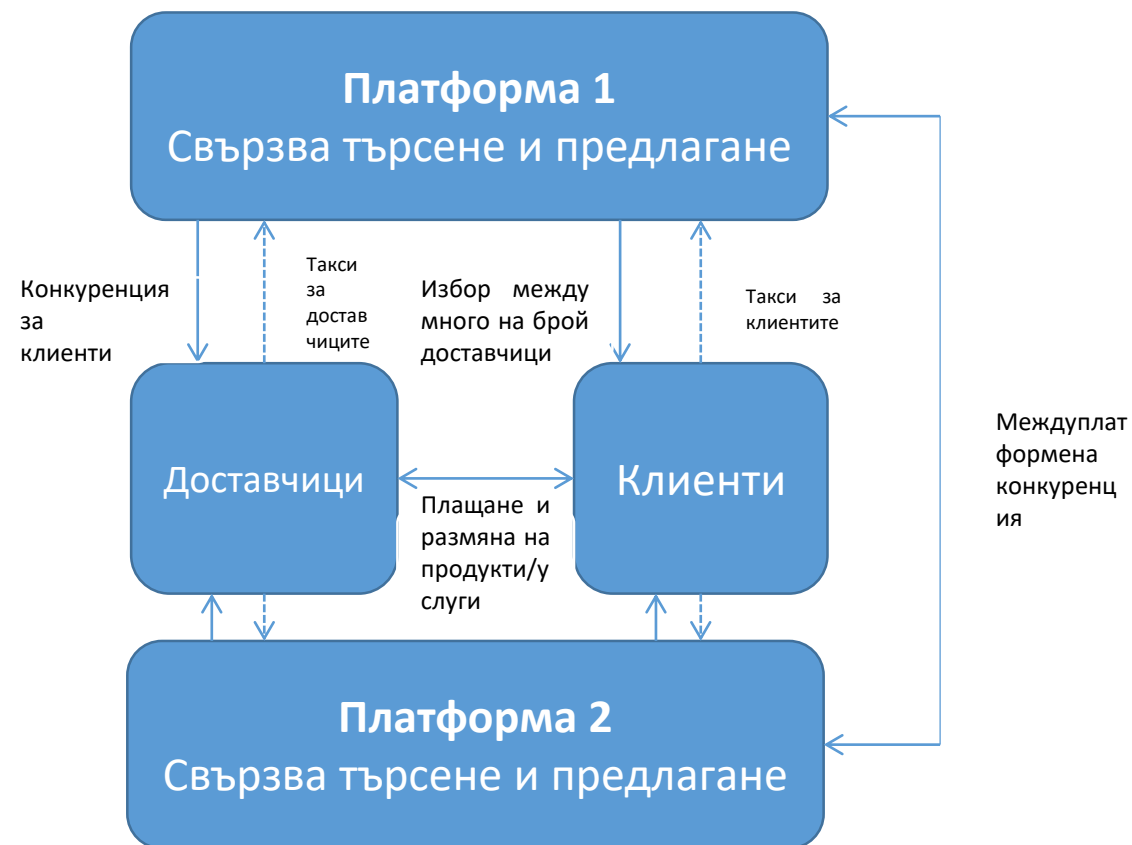 Платформа 1
Свързва търсене и предлагане
Конкуренция
за
клиенти
Такси
за
достав
чиците
Избор между
много на брой
доставчици
Такси за
клиентите
Доставчици
Клиенти
Плащане и
размяна на
продукти/у
слуги
Междуплат
формена
конкуренц
ия
Платформа 2
Свързва търсене и предлагане